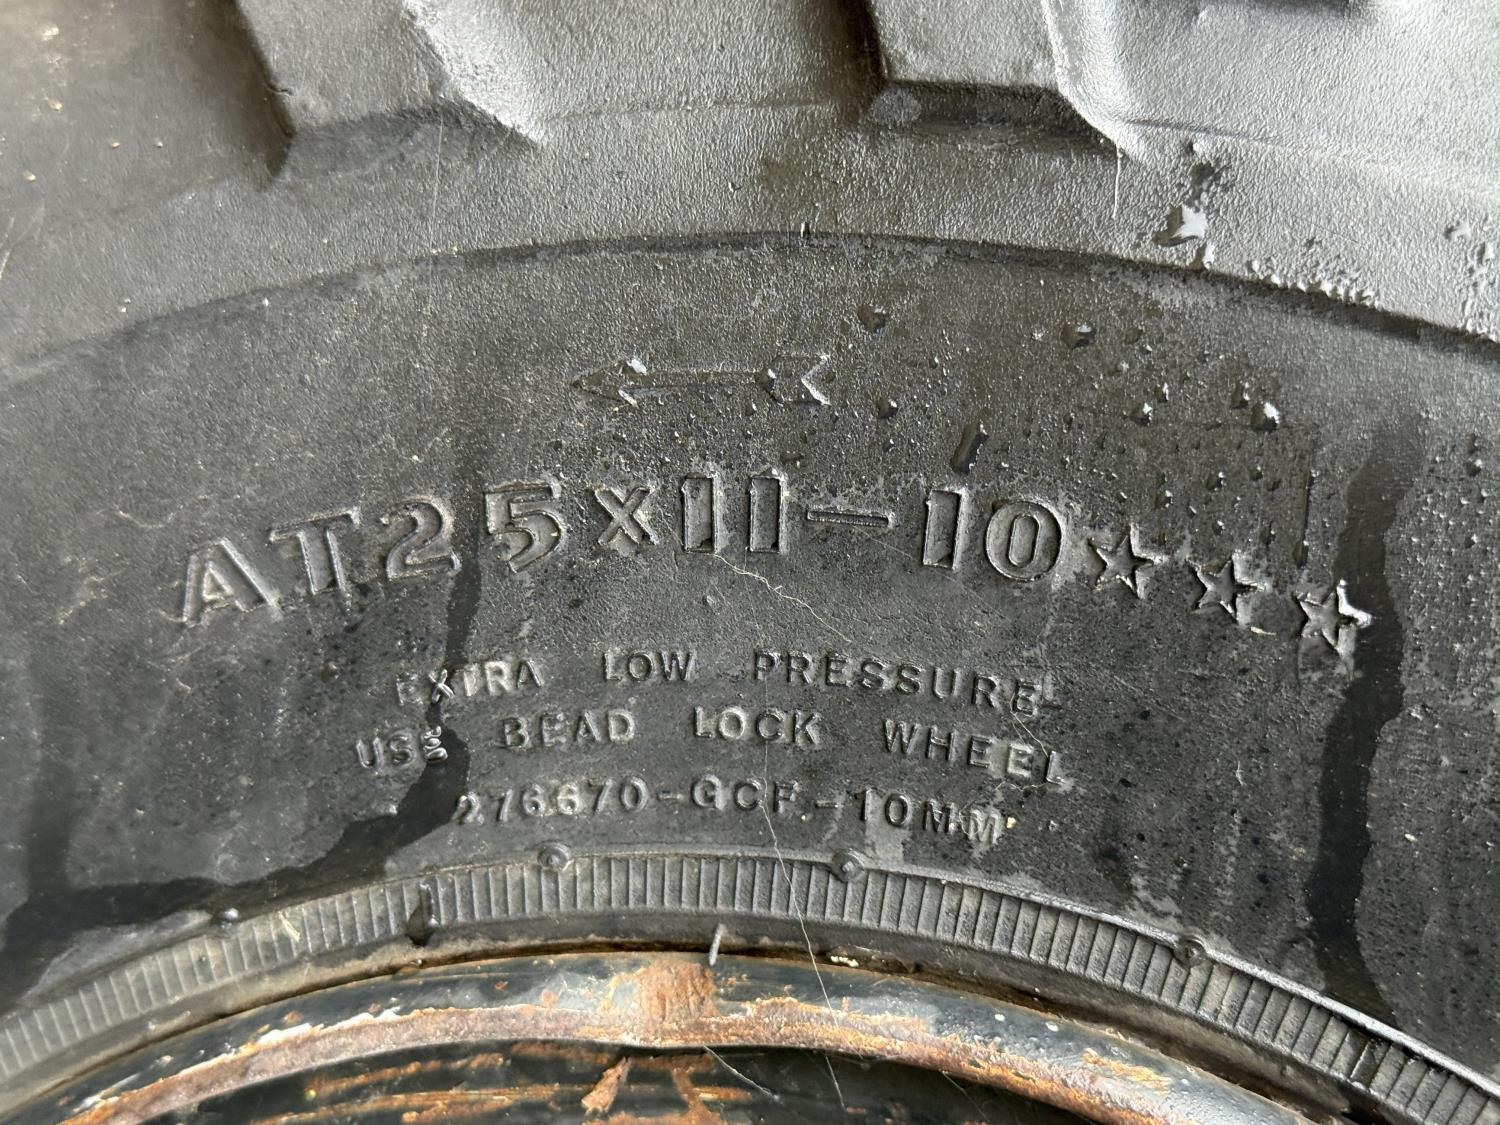 AT25x11-10★★★
EXTRA LOW PRESSURE
USE BEAD LOCK WHEEL
276670-GCF-10MM